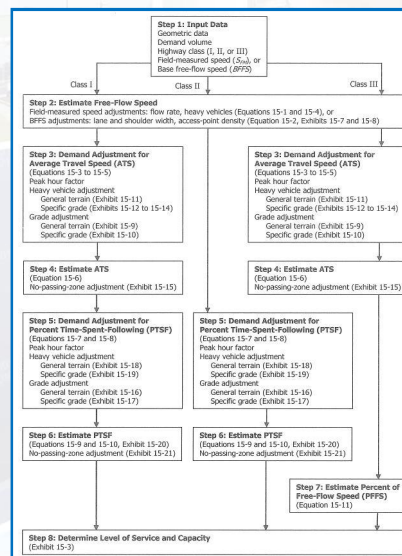 Step 1: Input Data
Geometric data
Demand volume
Highway class (I, II, or III)
Field-measured speed (SFM), or
Base free-flow speed (BFFS)
Class I
Class II
Class III
Step 2: Estimate Free-Flow Speed
Field-measured speed adjustments: flow rate, heavy vehicles (Equations 15-1 and 15-4), or
BFFS adjustments: lane and shoulder width, access-point density (Equation 15-2, Exhibits 15-7 and 15-8)
Step 3: Demand Adjustment for
Average Travel Speed (ATS)
(Equations 15-3 to 15-5)
Peak hour factor
Heavy vehicle adjustment
General terrain (Exhibit 15-11)
Specific grade (Exhibits 15-12 to 15-14)
Grade adjustment
General terrain (Exhibit 15-9)
Specific grade (Exhibit 15-10)
Step 3: Demand Adjustment for
Average Travel Speed (ATS)
(Equations 15-3 to 15-5)
Peak hour factor
Heavy vehicle adjustment
General terrain (Exhibit 15-11)
Specific grade (Exhibits 15-12 to 15-14)
Grade adjustment
General terrain (Exhibit 15-9)
Specific grade (Exhibit 15-10)
Step 4: Estimate ATS
(Equation 15-6)
No-passing-zone adjustment (Exhibit 15-15)
Step 4: Estimate ATS
(Equation 15-6)
No-passing-zone adjustment (Exhibit 15-15)
Step 5: Demand Adjustment for
Percent Time-Spent-Following (PTSF)
(Equations 15-7 and 15-8)
Peak hour factor
Heavy vehicle adjustment
General terrain (Exhibit 15-18)
Specific grade (Exhibit 15-19)
Grade adjustment
General terrain (Exhibit 15-16)
Specific grade (Exhibit 15-17)
Step 5: Demand Adjustment for
Percent Time-Spent-Following (PTSF)
(Equations 15-7 and 15-8)
Peak hour factor
Heavy vehicle adjustment
General terrain (Exhibit 15-18)
Specific grade (Exhibit 15-19)
Grade adjustment
General terrain (Exhibit 15-16)
Specific grade (Exhibit 15-17)
Step 6: Estimate PTSF
(Equations 15-9 and 15-10, Exhibit 15-20)
No-passing-zone adjustment (Exhibit 15-21)
Step 6: Estimate PTSF
(Equations 15-9 and 15-10, Exhibit 15-20)
No-passing-zone adjustment (Exhibit 15-21)
Step 7: Estimate Percent of
Free-Flow Speed (PFFS)
(Equation 15-11)
Step 8: Determine Level of Service and Capacity
(Exhibit 15-3)